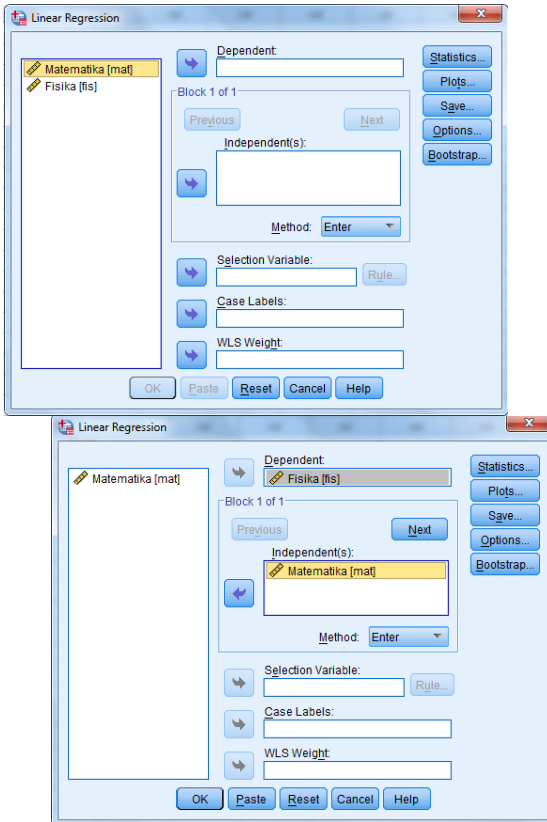 Linear Regression
Dependent:
Matematika [mat]
Fisika [fis]
Statistics...
Plots...
Save...
Options...
Bootstrap...
Block 1 of 1
Previous
Next
Independent(s):
Method: Enter
Selection Variable:
Rule...
Case Labels:
WLS Weight:
OK Paste Reset Cancel Help
Linear Regression
Dependent:
Matematika [mat]
Fisika [fis]
Statistics...
Plots...
Save...
Options...
Bootstrap...
Block 1 of 1
Previous
Next
Independent(s):
Matematika [mat]
Method: Enter
Selection Variable:
Rule...
Case Labels:
WLS Weight:
OK Paste Reset Cancel Help